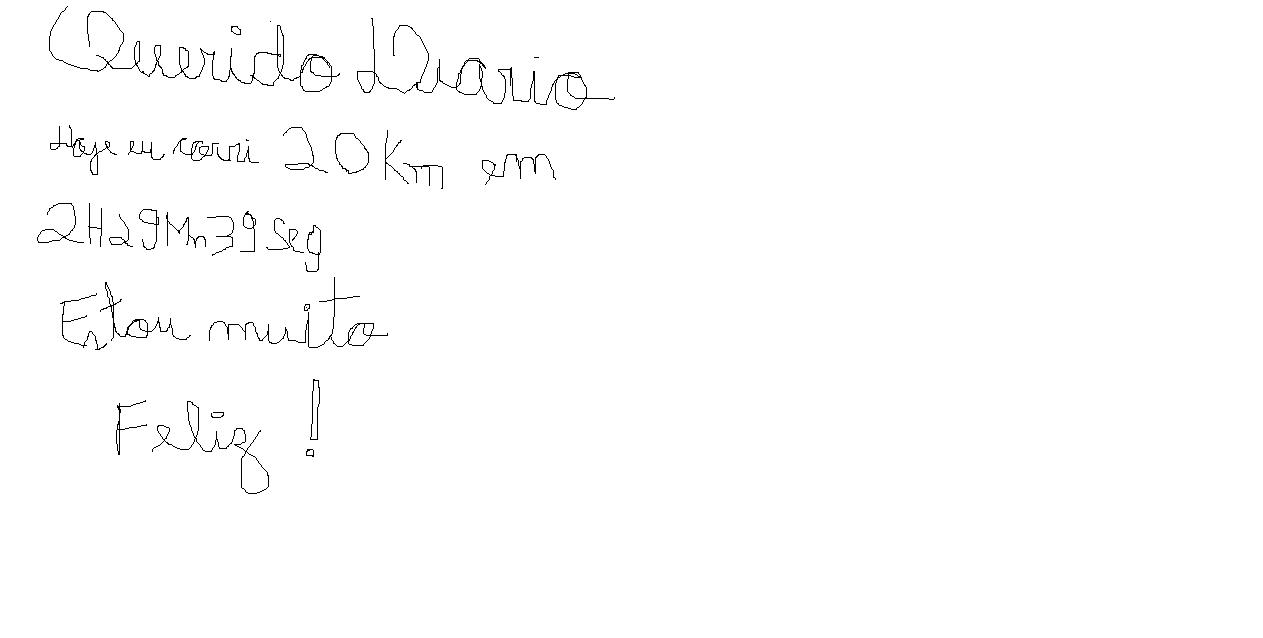 Querido Diario
Hoje eu corri 20Km em
2H29Mn39Seg
Estou muito
Feliz!